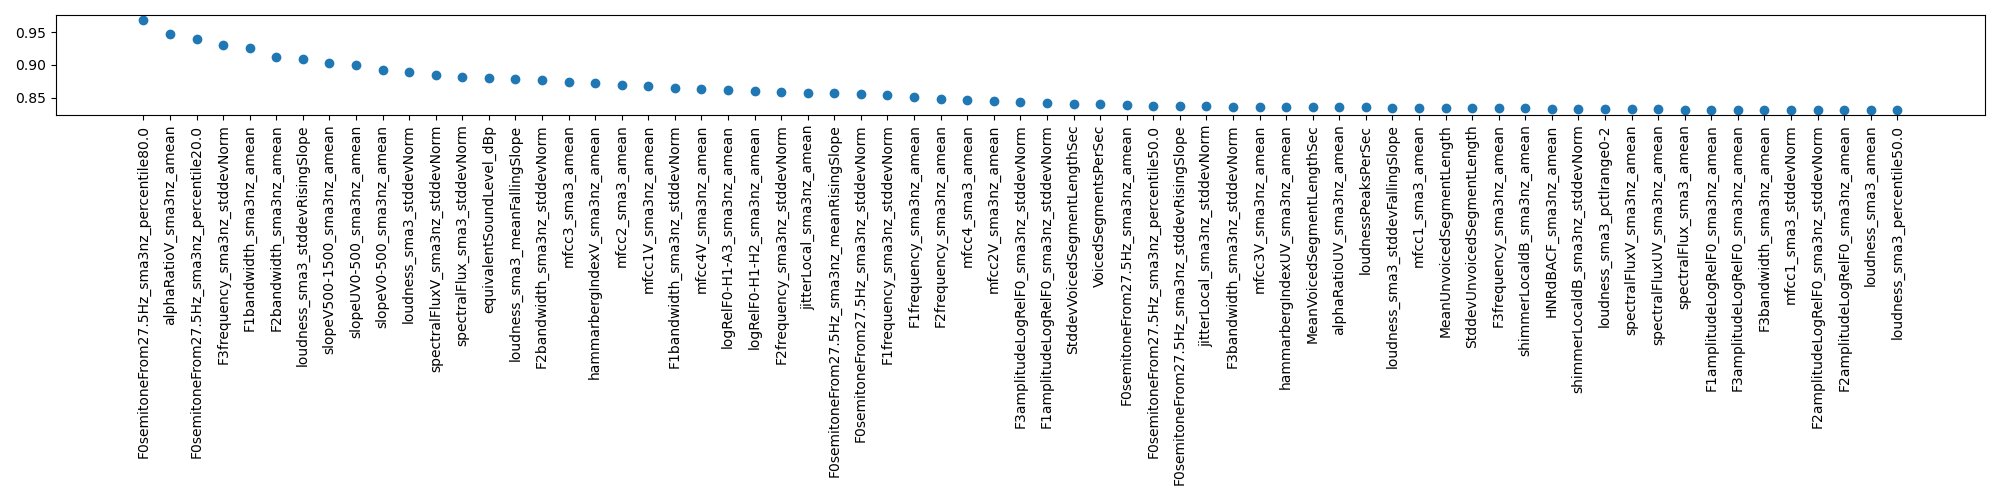 0.95
0.90
0.85
F0semitoneFrom27.5Hz_sma3nz_percentile80.0
alphaRatioV_sma3nz_amean
F0semitoneFrom27.5Hz_sma3nz_percentile20.0
F3frequency_sma3nz_stddevNorm
F1bandwidth_sma3nz_amean
F2bandwidth_sma3nz_amean
loudness_sma3_stddevRisingSlope
slopeV500-1500_sma3nz_amean
slopeUV0-500_sma3nz_amean
slopeV0-500_sma3nz_amean
loudness_sma3_stddevNorm
spectralFluxV_sma3nz_stddevNorm
spectralFlux_sma3_stddevNorm
equivalentSoundLevel_dBp
loudness_sma3_meanFallingSlope
F2bandwidth_sma3nz_stddevNorm
mfcc3_sma3_amean
hammarbergIndexV_sma3nz_amean
mfcc2_sma3_amean
mfcc1V_sma3nz_amean
F1bandwidth_sma3nz_stddevNorm
mfcc4V_sma3nz_amean
logRelF0-H1-A3_sma3nz_amean
logRelF0-H1-H2_sma3nz_amean
F2frequency_sma3nz_stddevNorm
jitterLocal_sma3nz_amean
F0semitoneFrom27.5Hz_sma3nz_meanRisingSlope
F0semitoneFrom27.5Hz_sma3nz_stddevNorm
F1frequency_sma3nz_stddevNorm
F1frequency_sma3nz_amean
F2frequency_sma3nz_amean
mfcc4_sma3_amean
mfcc2V_sma3nz_amean
F3amplitudeLogRelF0_sma3nz_stddevNorm
F1amplitudeLogRelF0_sma3nz_stddevNorm
StddevVoicedSegmentLengthSec
VoicedSegmentsPerSec
F0semitoneFrom27.5Hz_sma3nz_amean
F0semitoneFrom27.5Hz_sma3nz_percentile50.0
F0semitoneFrom27.5Hz_sma3nz_stddevRisingSlope
jitterLocal_sma3nz_stddevNorm
F3bandwidth_sma3nz_stddevNorm
mfcc3V_sma3nz_amean
hammarbergIndexUV_sma3nz_amean
MeanVoicedSegmentLengthSec
alphaRatioUV_sma3nz_amean
loudnessPeaksPerSec
loudness_sma3_stddevFallingSlope
mfcc1_sma3_amean
MeanUnvoicedSegmentLength
StddevUnvoicedSegmentLength
F3frequency_sma3nz_amean
shimmerLocaldB_sma3nz_amean
HNRdBACF_sma3nz_amean
shimmerLocaldB_sma3nz_stddevNorm
loudness_sma3_pctlrange0-2
spectralFluxV_sma3nz_amean
spectralFluxUV_sma3nz_amean
spectralFlux_sma3_amean
F1amplitudeLogRelF0_sma3nz_amean
F3amplitudeLogRelF0_sma3nz_amean
F3bandwidth_sma3nz_amean
mfcc1_sma3_stddevNorm
F2amplitudeLogRelF0_sma3nz_stddevNorm
F2amplitudeLogRelF0_sma3nz_amean
loudness_sma3_amean
loudness_sma3_percentile50.0